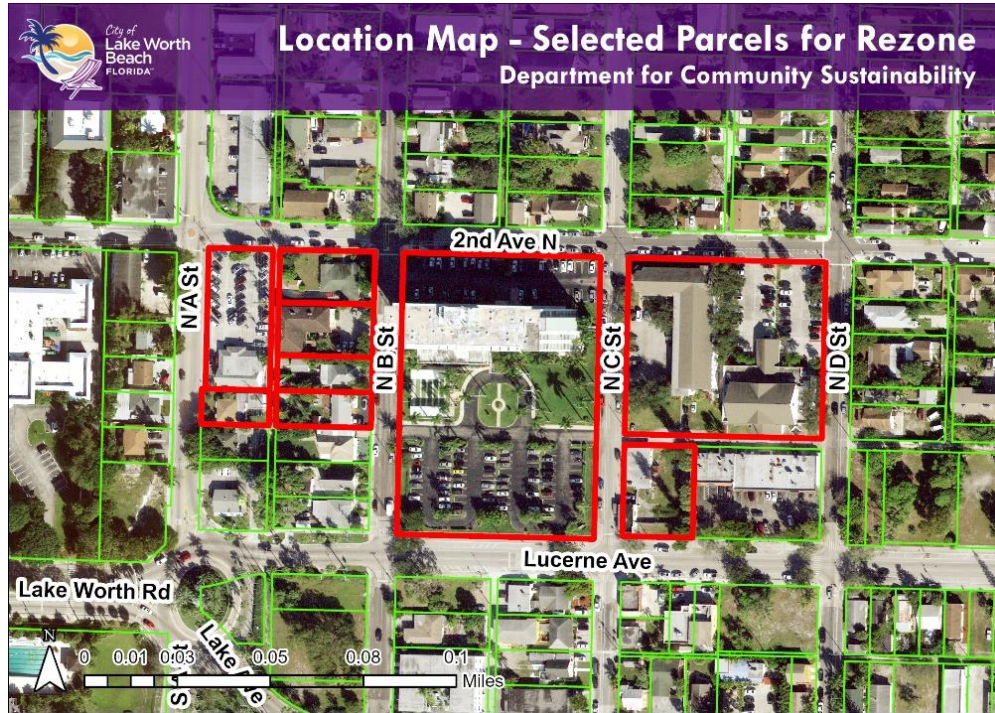 City of
Lake Worth
Beach
FLORIDA
Location Map - Selected Parcels for Rezone
Department for Community Sustainability
2nd Ave N
N A St
N B St
N C St
N D St
Lucerne Ave
Lake Worth Rd
Lake Ave
N
0 0.01 0.03 0.05 0.08 0.1
Miles